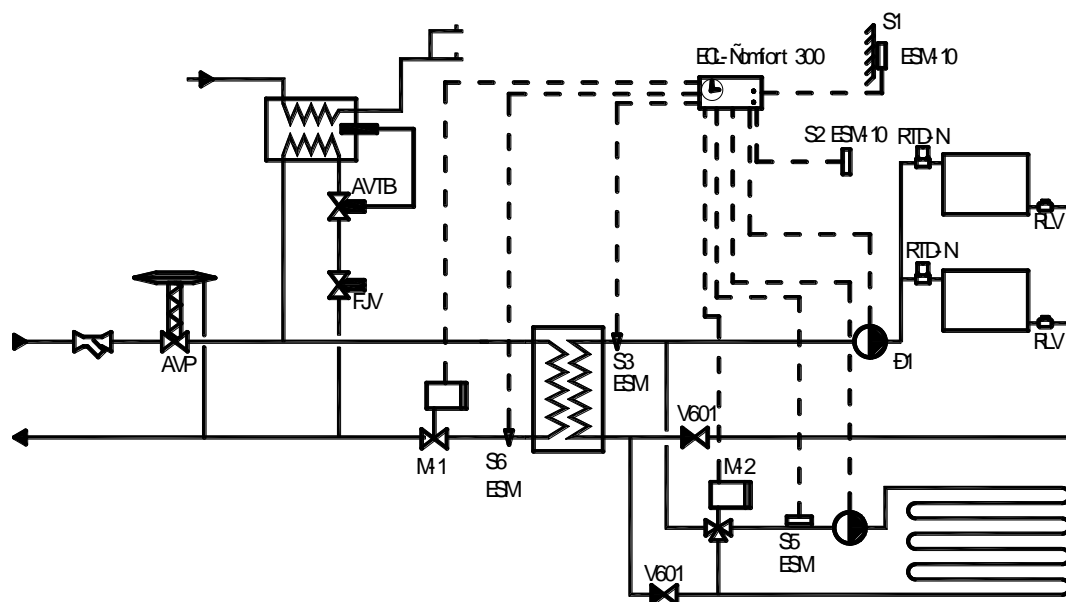 S1
ECL-Ñomfort 300
ESM-10
S2 ESM-10
RTD-N
AVTB
RLV
RTD-N
FJV
RLV
AVP
S3
ESM
Ð1
V601
M-1
S6
ESM
M-2
S5
ESM
V601